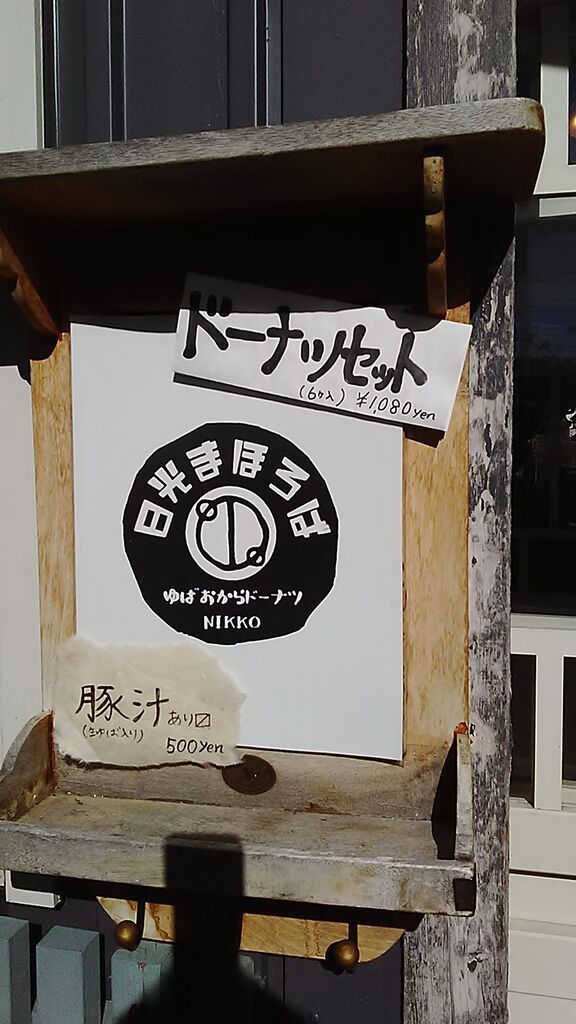 ドーナツセット
(6ヶ入) ¥1,080yen
日光まほろば
ゆばおからドーナツ
NIKKO
豚汁 あり〼
(生ゆば入り)
500yen